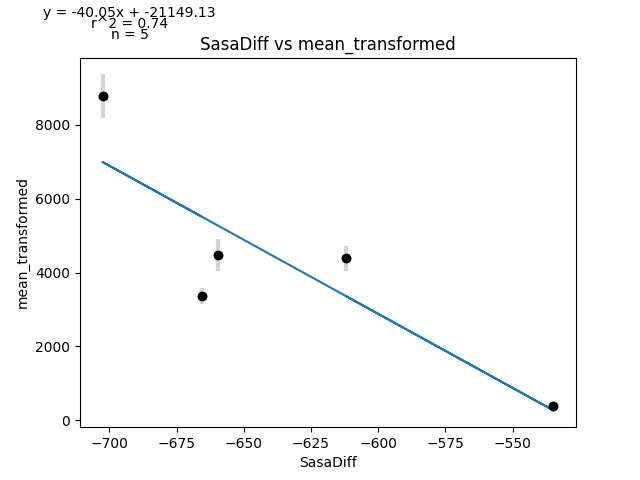 y = -40.05x + -21149.13
r^2 = 0.74
n = 5
SasaDiff vs mean_transformed
8000
6000
4000
2000
0
mean_transformed
−700
−675
−650
−625
−600
−575
−550
SasaDiff